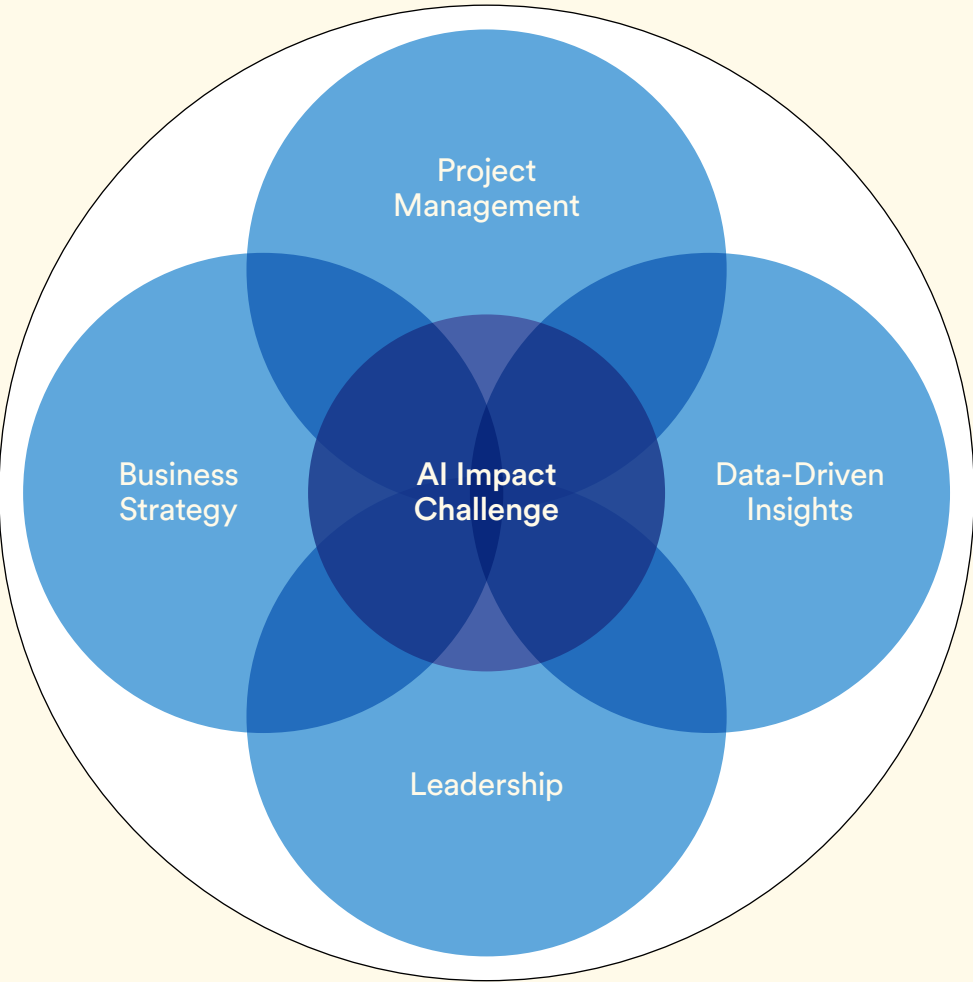 Project
Management
Business
Strategy
AI Impact
Challenge
Data-Driven
Insights
Leadership